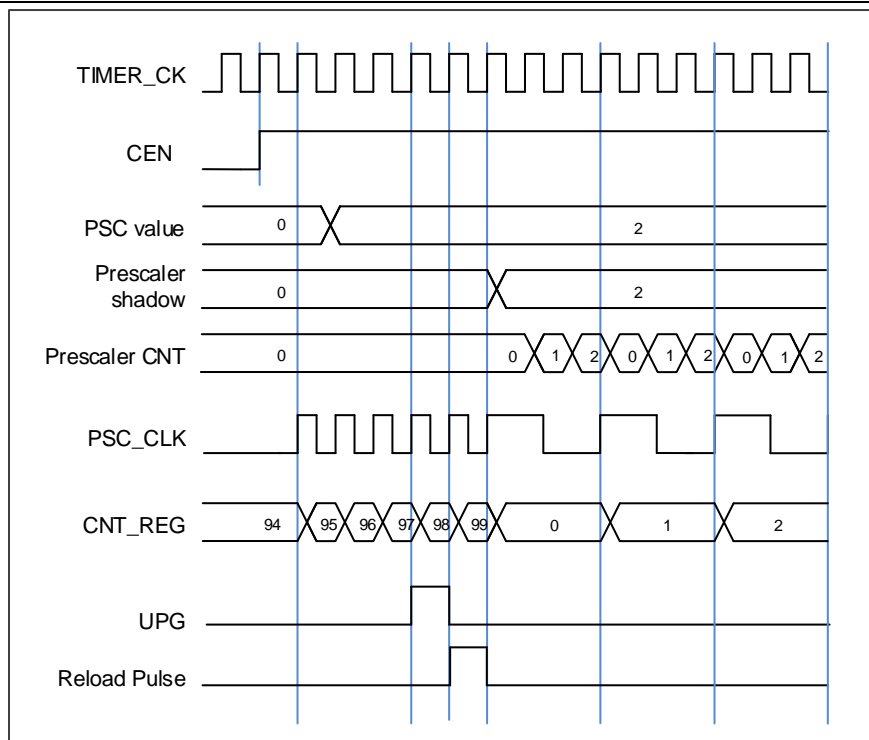 TIMER_CK
CEN
PSC value
0
2
Prescaler
shadow
0
2
Prescaler CNT
0
0 1 2 0 1 2 0 1 2
PSC_CLK
CNT_REG
94 95 96 97 98 99 0 1 2
UPG
Reload Pulse